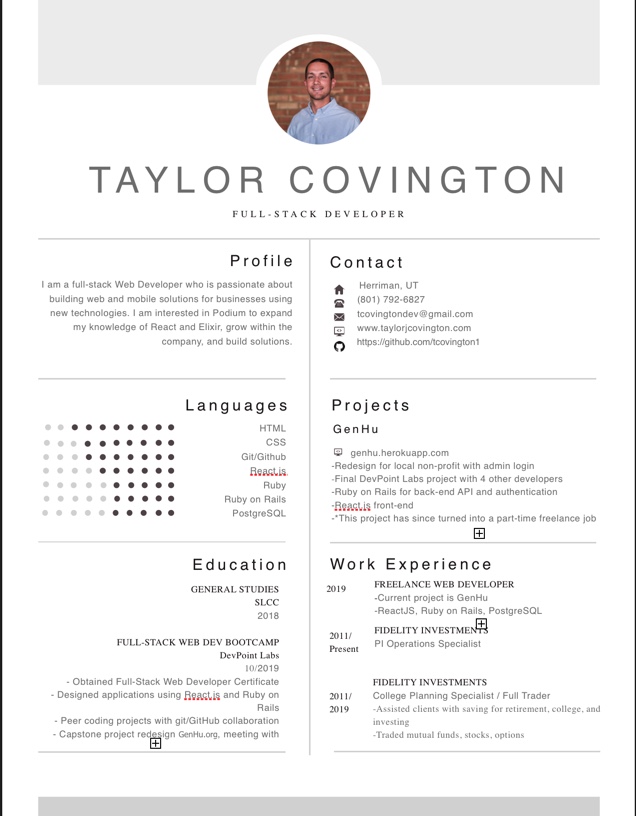 TAYLOR COVINGTON
FULL-STACK DEVELOPER
Profile
I am a full-stack Web Developer who is passionate about
building web and mobile solutions for businesses using
new technologies. I am interested in Podium to expand
my knowledge of React and Elixir, grow within the
company, and build solutions.
Contact
Herriman, UT
(801) 792-6827
tcovingtondev@gmail.com
www.taylorjcovington.com
https://github.com/tcovington1
Languages
HTML
CSS
Git/Github
React.js
Ruby
Ruby on Rails
PostgreSQL
Projects
GenHu
genhu.herokuapp.com
-Redesign for local non-profit with admin login
-Final DevPoint Labs project with 4 other developers
-Ruby on Rails for back-end API and authentication
-React.js front-end
-*This project has since turned into a part-time freelance job
Education
GENERAL STUDIES
SLCC
2018
FULL-STACK WEB DEV BOOTCAMP
DevPoint Labs
10/2019
- Obtained Full-Stack Web Developer Certificate
- Designed applications using React.js and Ruby on
Rails
- Peer coding projects with git/GitHub collaboration
- Capstone project redesign GenHu.org, meeting with
Work Experience
2019
FREELANCE WEB DEVELOPER
-Current project is GenHu
-ReactJS, Ruby on Rails, PostgreSQL
2011/
Present
FIDELITY INVESTMENTS
PI Operations Specialist
2011/
2019
FIDELITY INVESTMENTS
College Planning Specialist / Full Trader
-Assisted clients with saving for retirement, college, and
investing
-Traded mutual funds, stocks, options